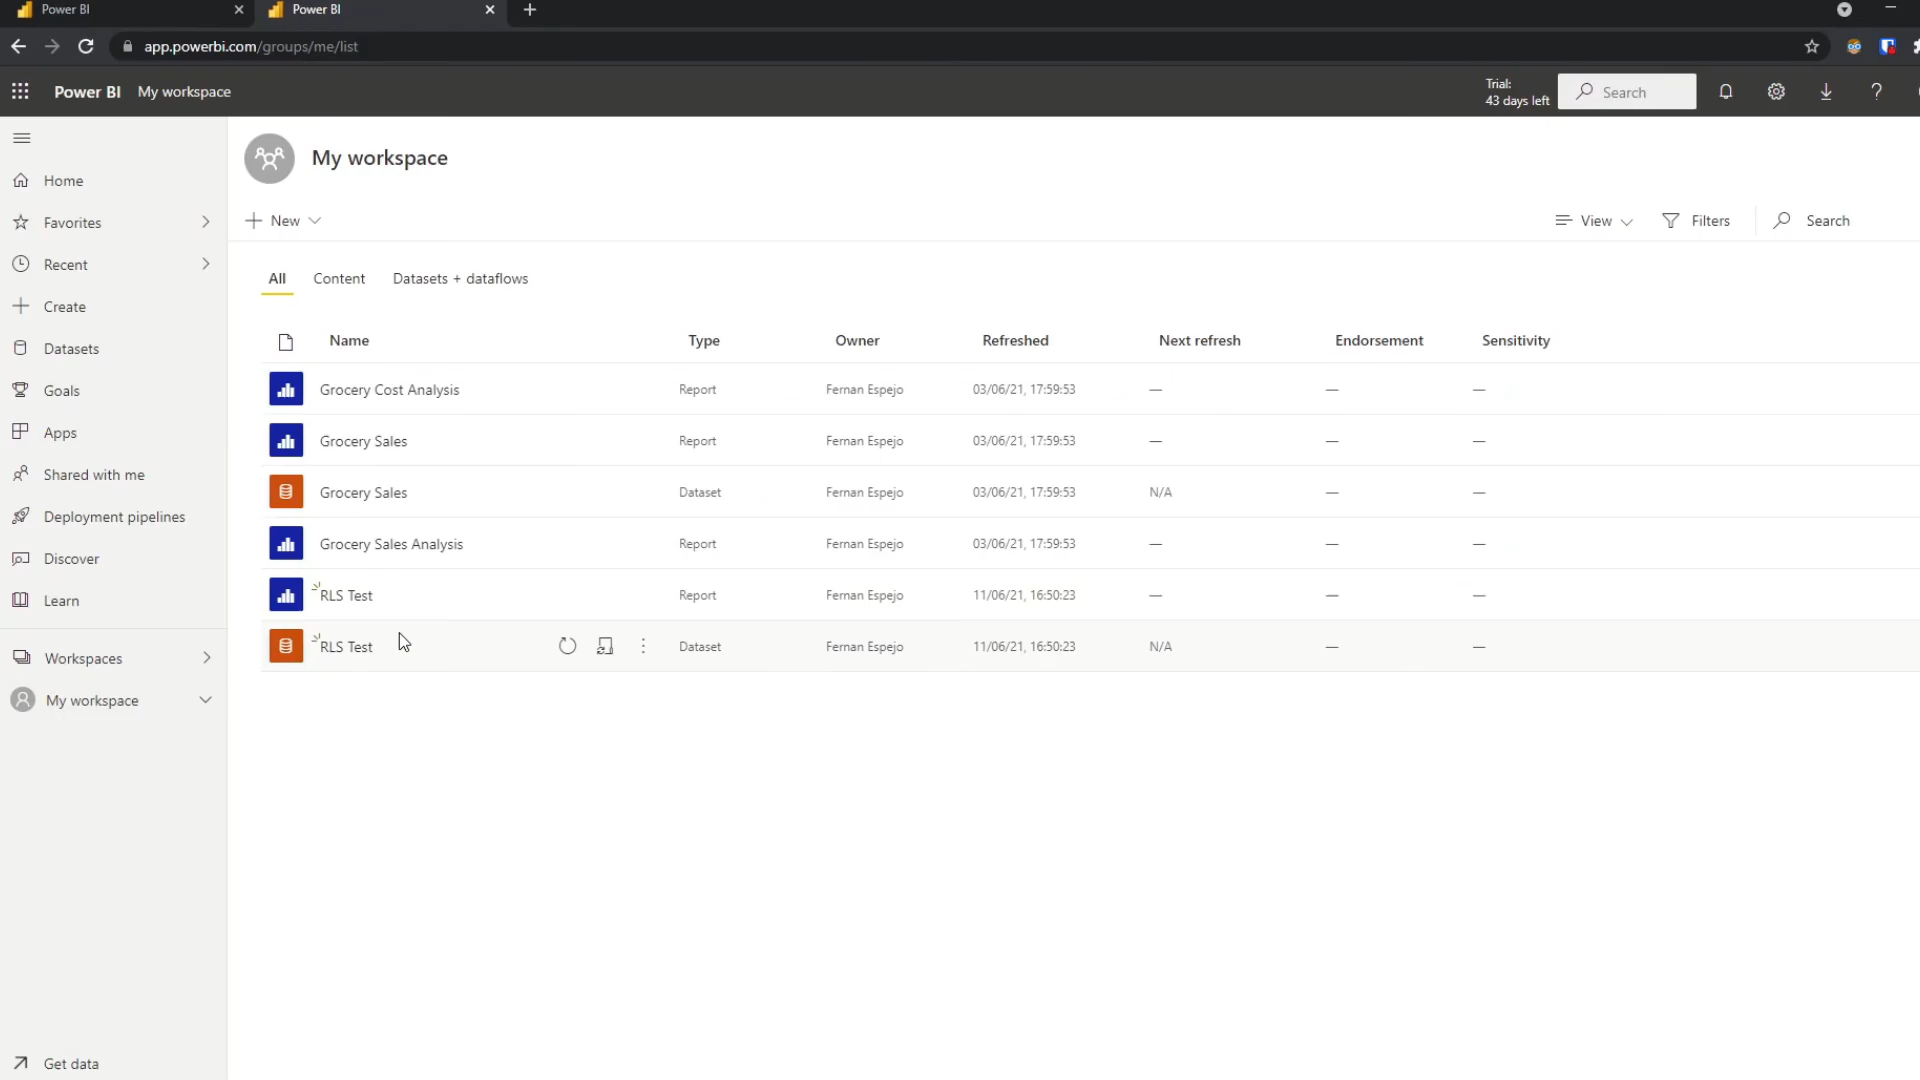 Power BI
Power BI
app.powerbi.com/groups/me/list
Power BI My workspace
Trial:
43 days left
Search
My workspace
Home
Favorites
Recent
Create
Datasets
Goals
Apps
Shared with me
Deployment pipelines
Discover
Learn
Workspaces
My workspace
Get data
New
View
Filters
Search
All Content Datasets + dataflows
Name Type Owner Refreshed Next refresh Endorsement Sensitivity
Grocery Cost Analysis Report Fernan Espejo 03/06/21, 17:59:53 — — —
Grocery Sales Report Fernan Espejo 03/06/21, 17:59:53 — — —
Grocery Sales Dataset Fernan Espejo 03/06/21, 17:59:53 N/A — —
Grocery Sales Analysis Report Fernan Espejo 03/06/21, 17:59:53 — — —
RLS Test Report Fernan Espejo 11/06/21, 16:50:23 — — —
RLS Test Dataset Fernan Espejo 11/06/21, 16:50:23 N/A — —